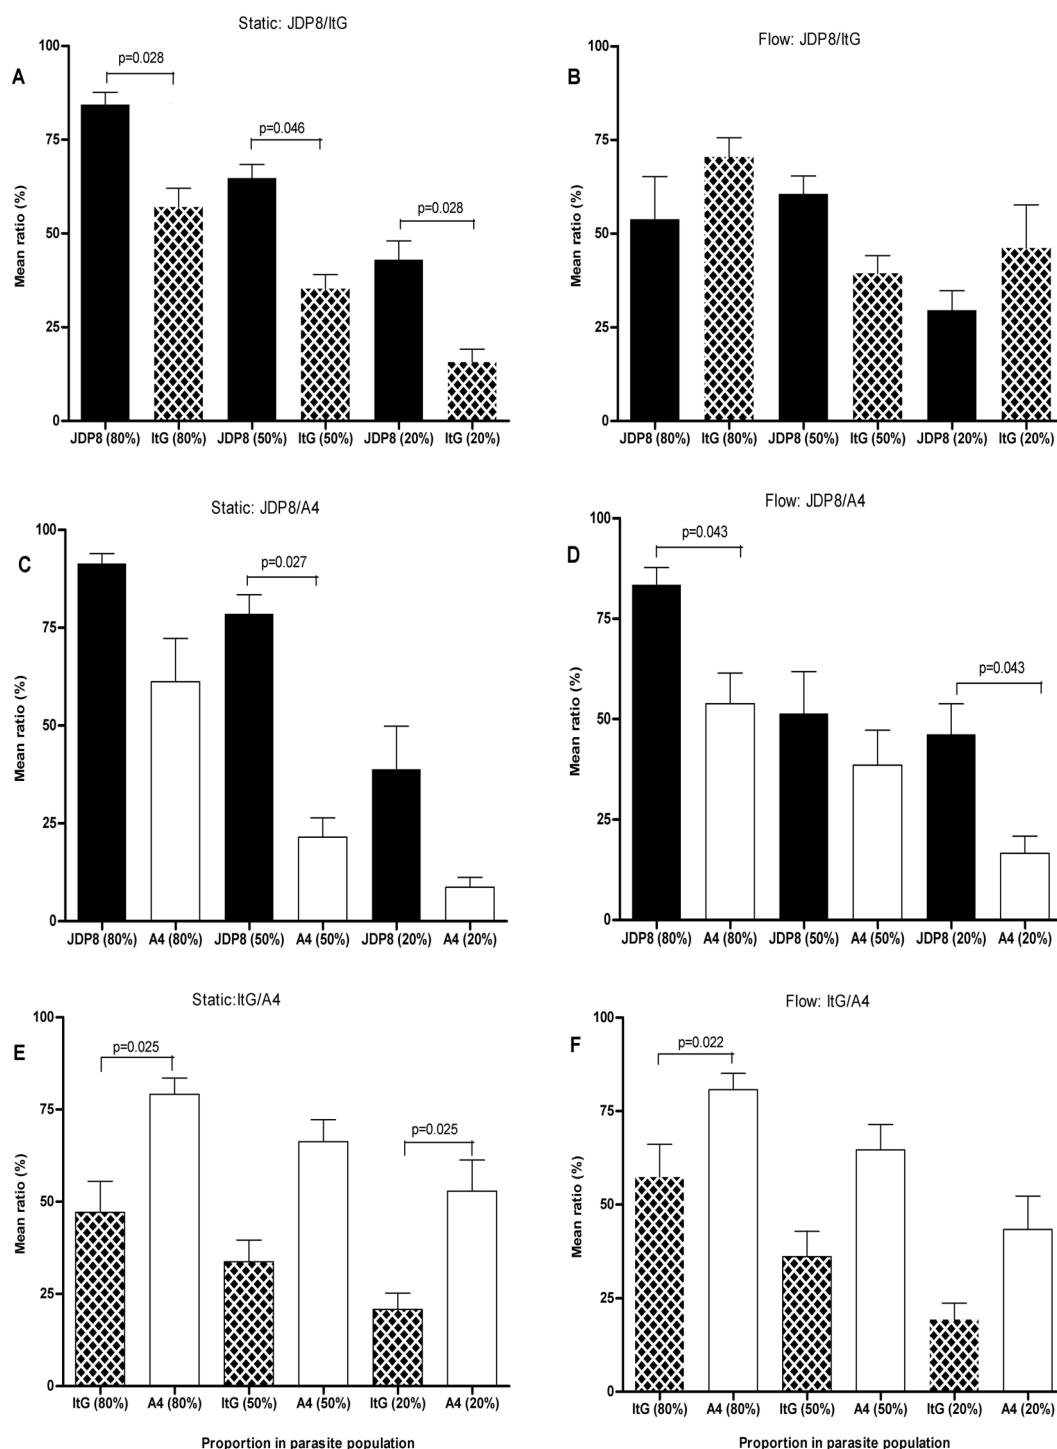 Static: JDP8/ItG
A
100
75
50
25
0
Mean ratio (%)
p=0.028
p=0.046
p=0.028
JDP8 (80%) ItG (80%) JDP8 (50%) ItG (50%) JDP8 (20%) ItG (20%)
Flow: JDP8/ItG
B
100
75
50
25
0
Mean ratio (%)
JDP8 (80%) ItG (80%) JDP8 (50%) ItG (50%) JDP8 (20%) ItG (20%)
Static: JDP8/A4
C
100
75
50
25
0
Mean ratio (%)
p=0.027
JDP8 (80%) A4 (80%) JDP8 (50%) A4 (50%) JDP8 (20%) A4 (20%)
Flow: JDP8/A4
D
100
75
50
25
0
Mean ratio (%)
p=0.043
p=0.043
JDP8 (80%) A4 (80%) JDP8 (50%) A4 (50%) JDP8 (20%) A4 (20%)
Static:ItG/A4
E
100
75
50
25
0
Mean ratio (%)
p=0.025
p=0.025
ItG (80%) A4 (80%) ItG (50%) A4 (50%) ItG (20%) A4 (20%)
Proportion in parasite population
Flow: ItG/A4
F
100
75
50
25
0
Mean ratio (%)
p=0.022
ItG (80%) A4 (80%) ItG (50%) A4 (50%) ItG (20%) A4 (20%)
Proportion in parasite population